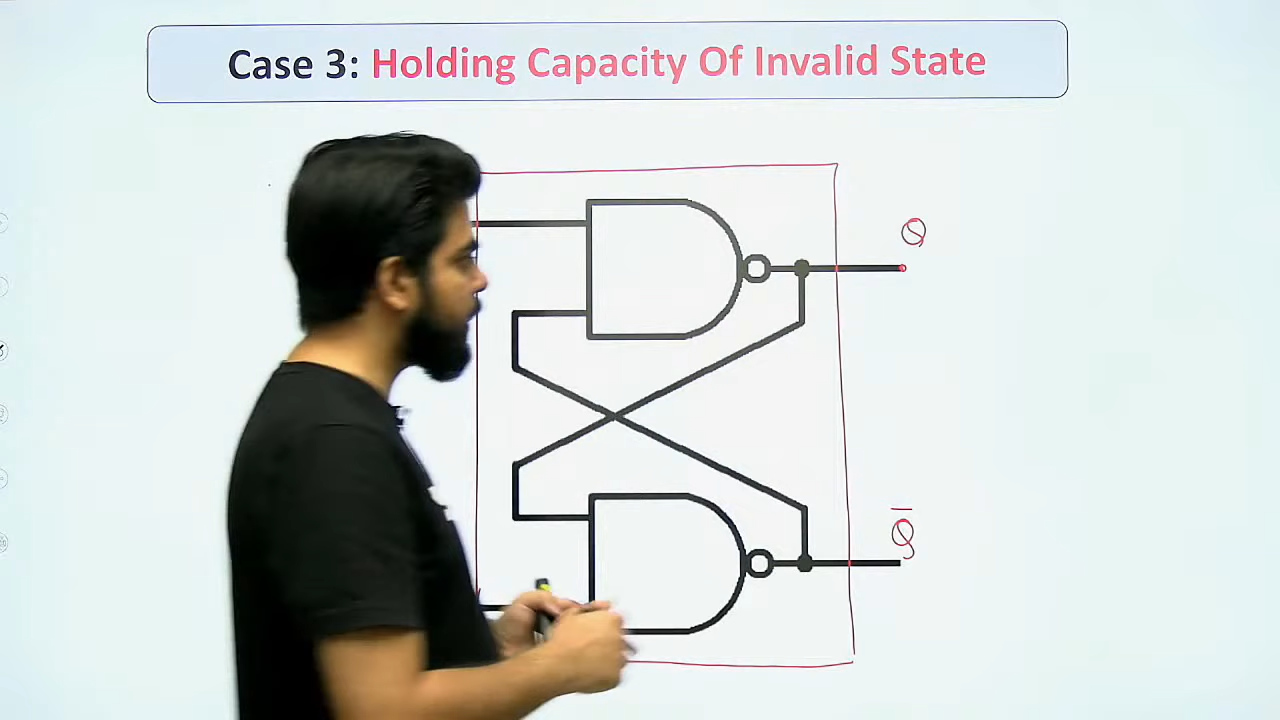 Case 3: Holding Capacity Of Invalid State
Q
Q̅